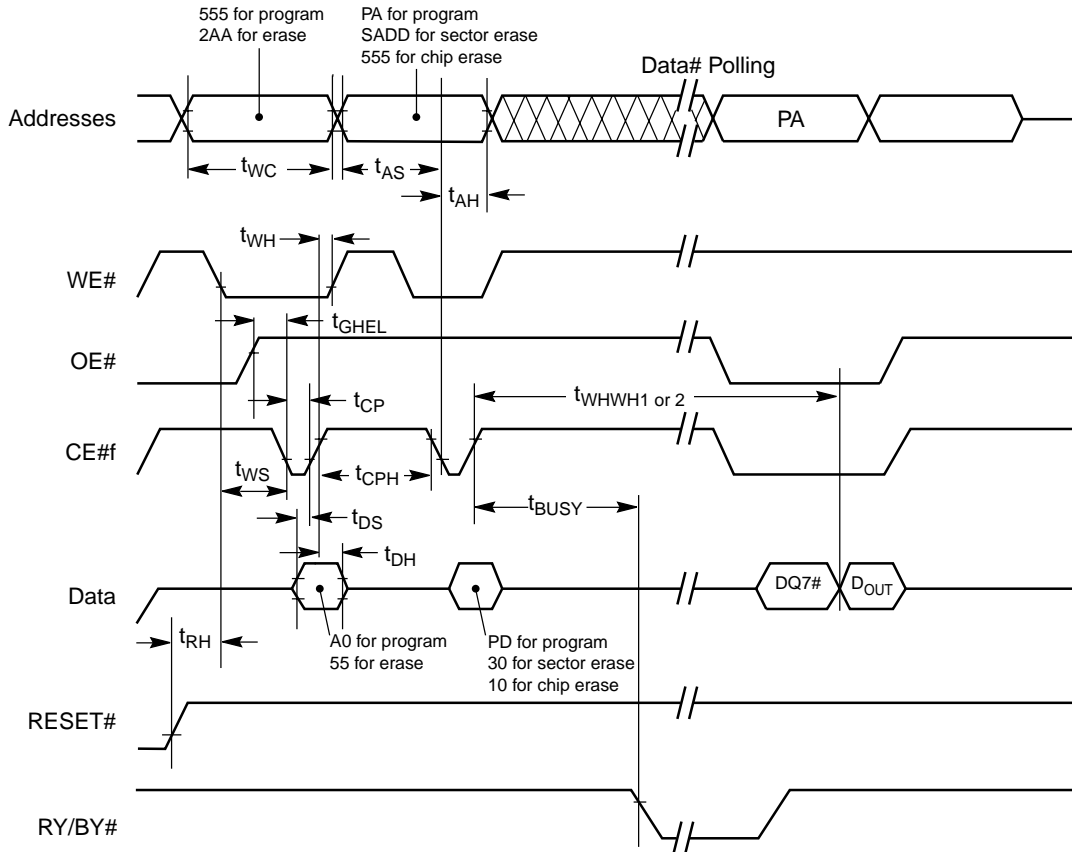 555 for program
2AA for erase
PA for program
SADD for sector erase
555 for chip erase
Data# Polling
Addresses
PA
tWC
tAS
tAH
tWH
WE#
tGHEL
OE#
tWHWH1 or 2
tCP
CE#f
tWS
tCPH
tBUSY
tDS
tDH
Data
DQ7#
DOUT
tRH
A0 for program
55 for erase
PD for program
30 for sector erase
10 for chip erase
RESET#
RY/BY#